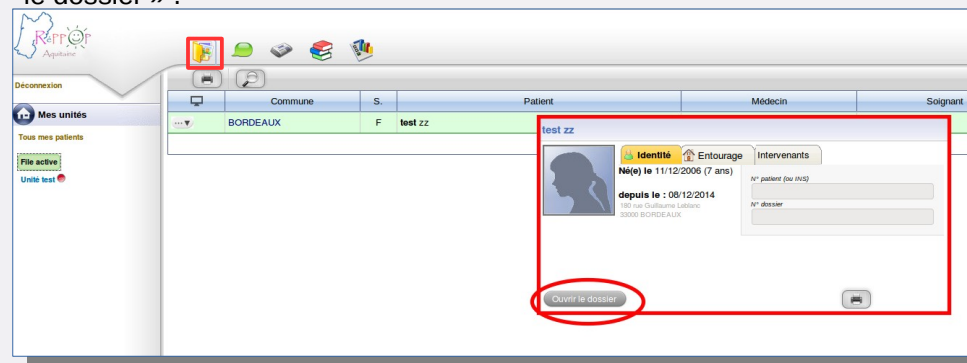 le dossier » :
RéPPOP
Aquitaine
Déconnexion
Mes unités
Tous mes patients
File active
Unité test
Commune S. Patient Médecin Soignant
BORDEAUX F test zz
test zz
Identité Entourage Intervenants
Né(e) le 11/12/2006 (7 ans)
depuis le : 08/12/2014
180 rue Guillaume Leblanc
33000 BORDEAUX
N° patient (ou INS)
N° dossier
Ouvrir le dossier